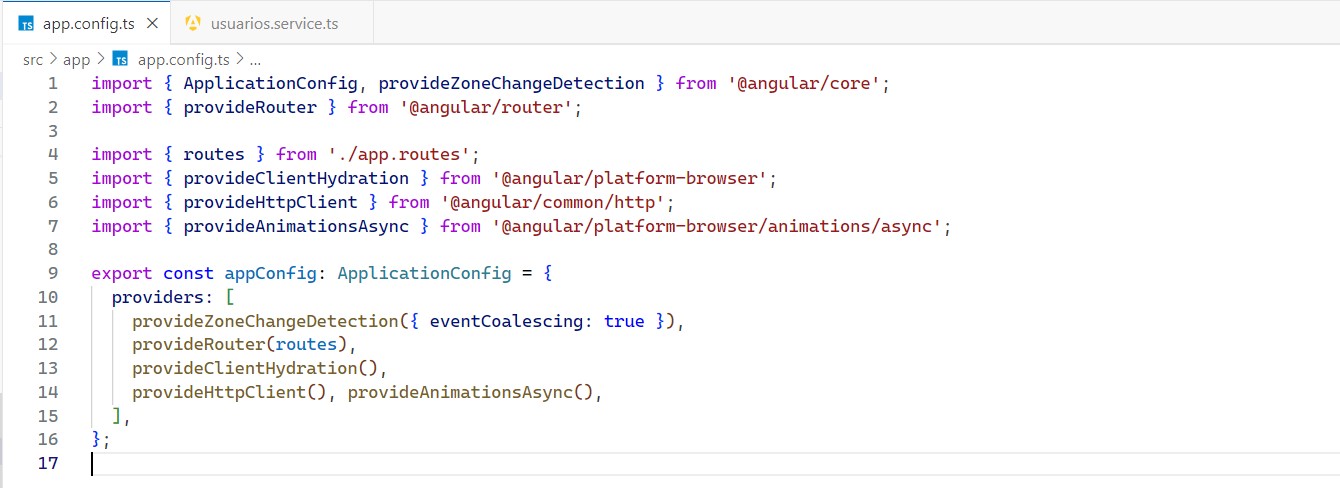 TS app.config.ts × usuarios.service.ts
src > app > TS app.config.ts > ...
1 import { ApplicationConfig, provideZoneChangeDetection } from '@angular/core';
2 import { provideRouter } from '@angular/router';
3
4 import { routes } from './app.routes';
5 import { provideClientHydration } from '@angular/platform-browser';
6 import { provideHttpClient } from '@angular/common/http';
7 import { provideAnimationsAsync } from '@angular/platform-browser/animations/async';
8
9 export const appConfig: ApplicationConfig = {
10   providers: [
11     provideZoneChangeDetection({ eventCoalescing: true }),
12     provideRouter(routes),
13     provideClientHydration(),
14     provideHttpClient(), provideAnimationsAsync(),
15   ],
16 };
17